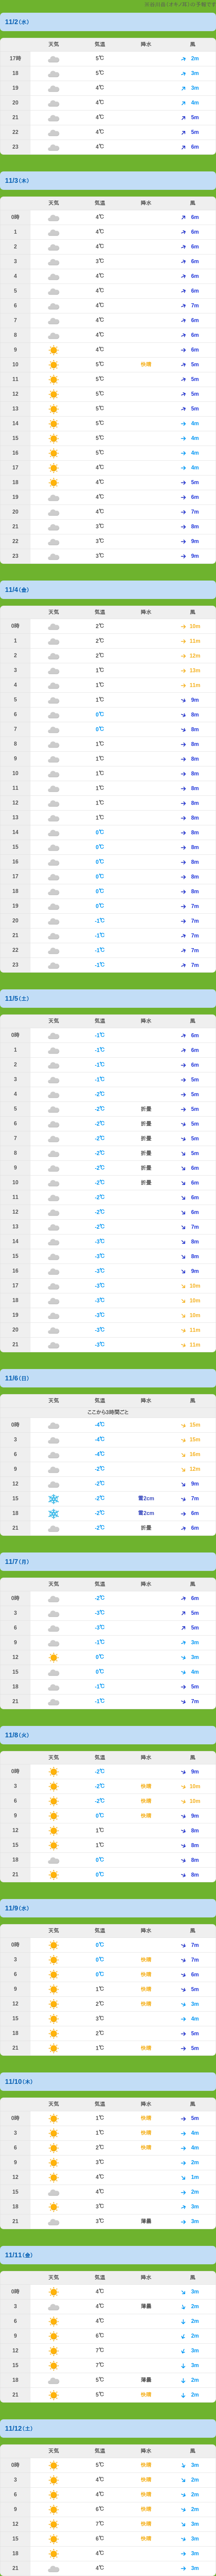 11/2(水)
天気 気温 降水 風
17時 5℃ 2m
18 5℃ 3m
19 4℃ 3m
20 4℃ 4m
21 4℃ 5m
22 4℃ 5m
23 4℃ 6m
11/3(木)
天気 気温 降水 風
0時 4℃ 6m
1 4℃ 6m
2 4℃ 6m
3 3℃ 6m
4 4℃ 6m
5 4℃ 6m
6 4℃ 7m
7 4℃ 6m
8 4℃ 6m
9 4℃ 6m
10 5℃ 快晴 5m
11 5℃ 5m
12 5℃ 5m
13 5℃ 5m
14 5℃ 4m
15 5℃ 4m
16 5℃ 4m
17 4℃ 4m
18 4℃ 5m
19 4℃ 6m
20 4℃ 7m
21 3℃ 8m
22 3℃ 9m
23 3℃ 9m
11/4(金)
天気 気温 降水 風
0時 2℃ 10m
1 2℃ 11m
2 2℃ 12m
3 1℃ 11m
4 1℃ 11m
5 1℃ 9m
6 0℃ 8m
7 0℃ 8m
8 1℃ 8m
9 1℃ 8m
10 1℃ 8m
11 1℃ 8m
12 1℃ 8m
13 1℃ 8m
14 0℃ 8m
15 0℃ 8m
16 0℃ 8m
17 0℃ 8m
18 0℃ 8m
19 0℃ 7m
20 -1℃ 7m
21 -1℃ 7m
22 -1℃ 7m
23 -1℃ 7m
11/5(土)
天気 気温 降水 風
0時 -1℃ 6m
1 -1℃ 6m
2 -1℃ 6m
3 -1℃ 5m
4 -2℃ 5m
5 -2℃ 折曇 5m
6 -2℃ 折曇 5m
7 -2℃ 折曇 5m
8 -2℃ 折曇 5m
9 -2℃ 折曇 6m
10 -2℃ 折曇 6m
11 -2℃ 6m
12 -2℃ 6m
13 -2℃ 7m
14 -3℃ 8m
15 -3℃ 8m
16 -3℃ 9m
17 -3℃ 10m
18 -3℃ 10m
19 -3℃ 10m
20 -3℃ 11m
21 -3℃ 11m
11/6(日)
天気 気温 降水 風
ここから3時間ごと
0時 -4℃ 15m
3 -4℃ 15m
6 -4℃ 16m
9 -2℃ 12m
12 -2℃ 9m
15 -2℃ 雪2cm 7m
18 -2℃ 雪2cm 6m
21 -2℃ 折曇 6m
11/7(月)
天気 気温 降水 風
0時 -2℃ 6m
3 -3℃ 5m
6 -3℃ 5m
9 -1℃ 3m
12 0℃ 3m
15 0℃ 4m
18 -1℃ 5m
21 -1℃ 7m
11/8(火)
天気 気温 降水 風
0時 -2℃ 9m
3 -3℃ 快晴 10m
6 -2℃ 快晴 10m
9 0℃ 快晴 9m
12 1℃ 8m
15 1℃ 8m
18 0℃ 8m
21 0℃ 8m
11/9(水)
天気 気温 降水 風
0時 0℃ 7m
3 0℃ 快晴 7m
6 0℃ 快晴 6m
9 1℃ 快晴 5m
12 2℃ 快晴 3m
15 3℃ 4m
18 2℃ 5m
21 1℃ 快晴 5m
11/10(木)
天気 気温 降水 風
0時 1℃ 快晴 5m
3 1℃ 快晴 4m
6 2℃ 快晴 4m
9 3℃ 2m
12 4℃ 1m
15 4℃ 2m
18 3℃ 3m
21 3℃ 薄曇 3m
11/11(金)
天気 気温 降水 風
0時 4℃ 3m
3 4℃ 薄曇 2m
6 4℃ 2m
9 6℃ 2m
12 7℃ 3m
15 7℃ 3m
18 5℃ 薄曇 2m
21 5℃ 快晴 2m
11/12(土)
天気 気温 降水 風
0時 5℃ 快晴 3m
3 4℃ 快晴 2m
6 4℃ 快晴 2m
9 6℃ 快晴 2m
12 7℃ 快晴 3m
15 6℃ 快晴 3m
18 4℃ 3m
21 4℃ 3m